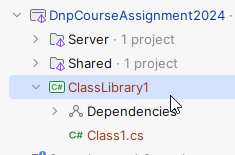 DnpCourseAssignment2024
Server · 1 project
Shared · 1 project
C# ClassLibrary1
Dependencies
C# Class1.cs